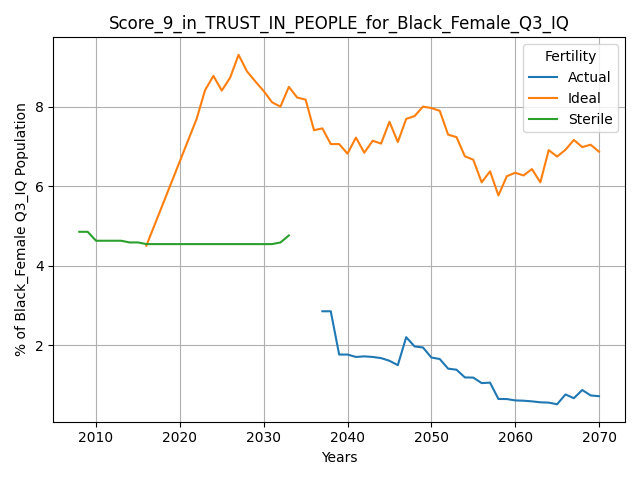 Score_9_in_TRUST_IN_PEOPLE_for_Black_Female_Q3_IQ
Fertility
Actual
Ideal
Sterile
% of Black_Female Q3_IQ Population
8
6
4
2
2010 2020 2030 2040 2050 2060 2070
Years